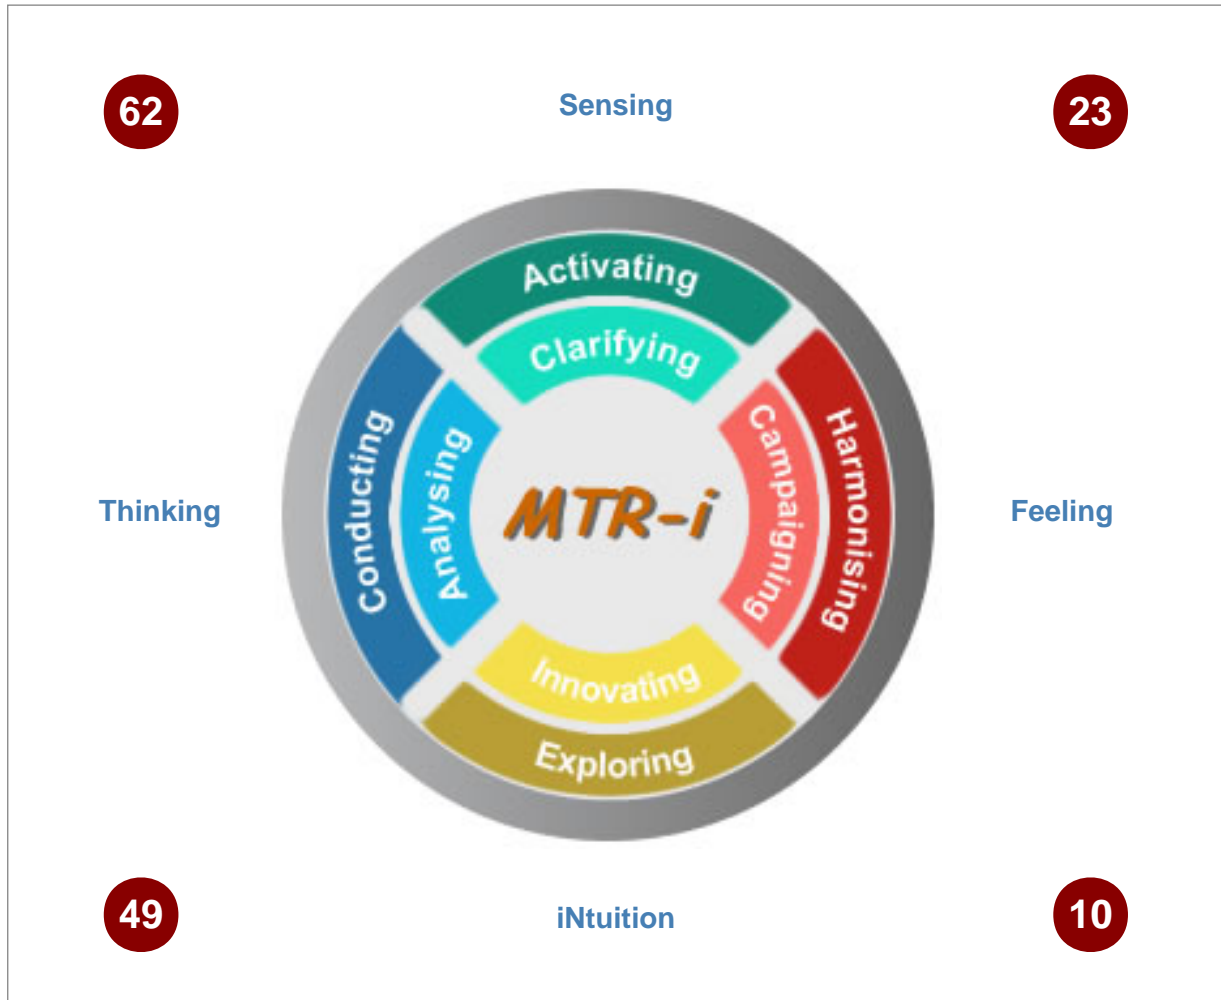 62
Sensing
23
Activating
Clarifying
Thinking
Conducting
Analysing
MTR-i
Campaigning
Harmonising
Feeling
Innovating
Exploring
49
iNtuition
10